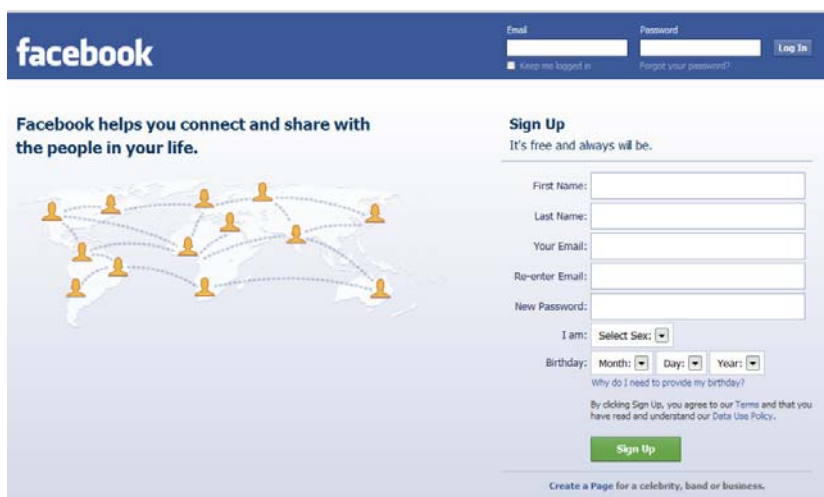 facebook
Email
Password
Log In
Keep me logged in
Forgot your password?
Facebook helps you connect and share with
the people in your life.
Sign Up
It's free and always will be.
First Name:
Last Name:
Your Email:
Re-enter Email:
New Password:
I am: Select Sex:
Birthday: Month: Day: Year:
Why do I need to provide my birthday?
By clicking Sign Up, you agree to our Terms and that you
have read and understand our Data Use Policy.
Sign Up
Create a Page for a celebrity, band or business.